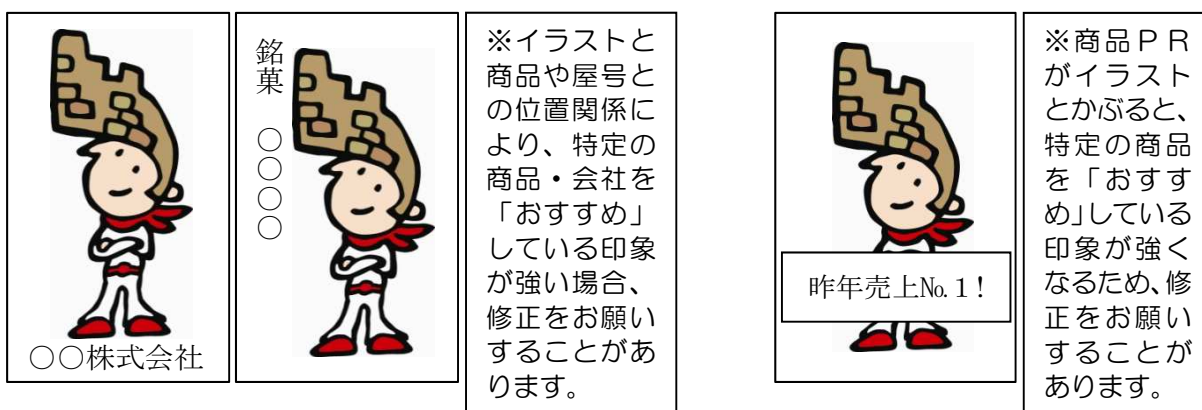 ○○株式会社
銘菓　○○○○
※イラストと
商品や屋号と
の位置関係に
より、特定の
商品・会社を
「おすすめ」
している印象
が強い場合、
修正をお願い
することがあ
ります。
昨年売上№１!
※商品ＰＲ
がイラスト
とかぶると、
特定の商品
を「おすす
め」している
印象が強く
なるため、修
正をお願い
することが
あります。